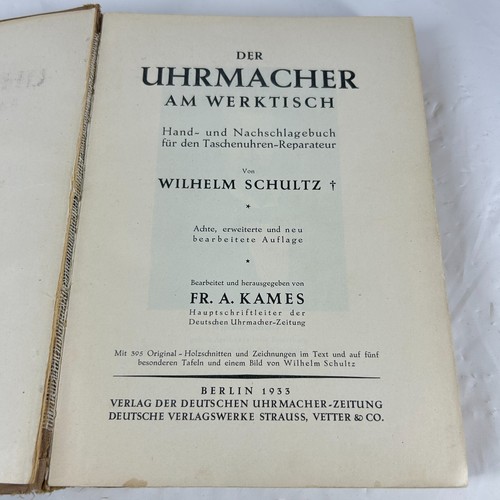 DER
UHRMACHER
AM WERKTISCH
Hand- und Nachschlagebuch
für den Taschenuhren-Reparateur
Von
WILHELM SCHULTZ †
*
Achte, erweiterte und neu
bearbeitete Auflage
*
Bearbeitet und herausgegeben von
FR. A. KAMES
Hauptschriftleiter der
Deutschen Uhrmacher-Zeitung
Mit 395 Original-Holzschnitten und Zeichnungen im Text und auf fünf
besonderen Tafeln und einem Bild von Wilhelm Schultz
BERLIN 1933
VERLAG DER DEUTSCHEN UHRMACHER-ZEITUNG
DEUTSCHE VERLAGSWERKE STRAUSS, VETTER & CO.